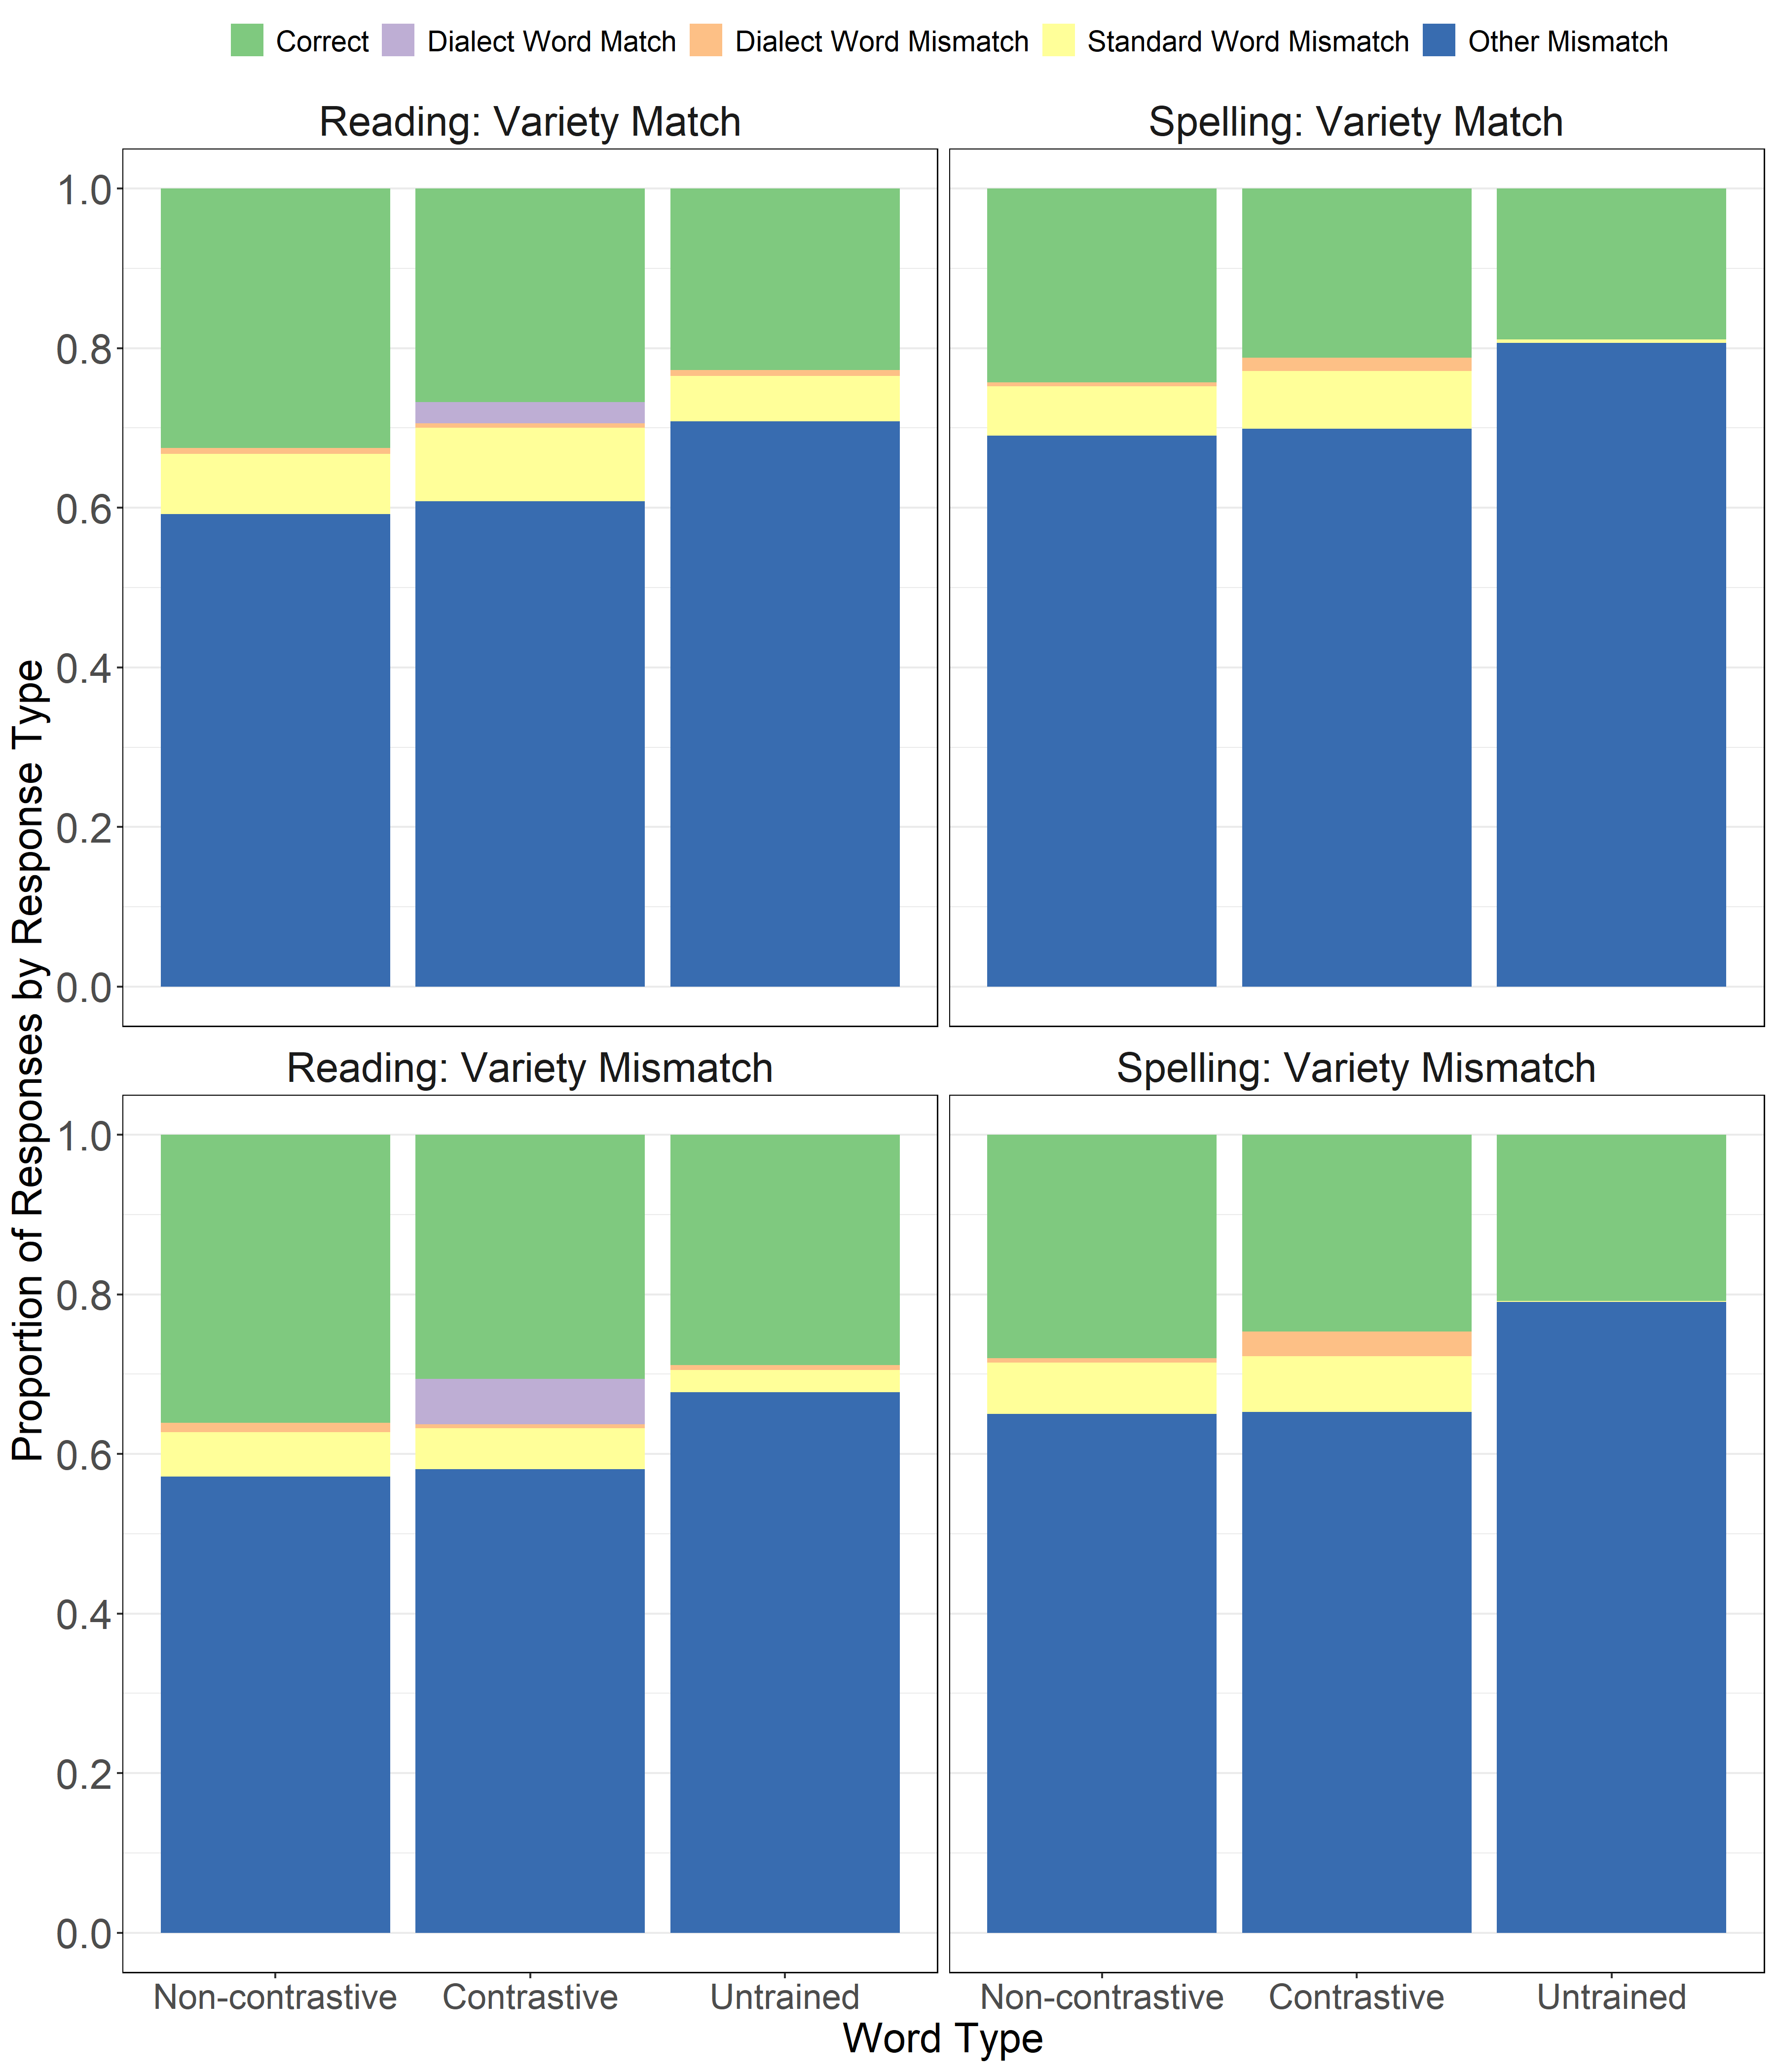 Correct Dialect Word Match Dialect Word Mismatch Standard Word Mismatch Other Mismatch
Reading: Variety Match Spelling: Variety Match
1.0
0.8
0.6
0.4
0.2
0.0
Reading: Variety Mismatch Spelling: Variety Mismatch
1.0
0.8
0.6
0.4
0.2
0.0
Proportion of Responses by Response Type
Non-contrastive Contrastive Untrained Non-contrastive Contrastive Untrained
Word Type